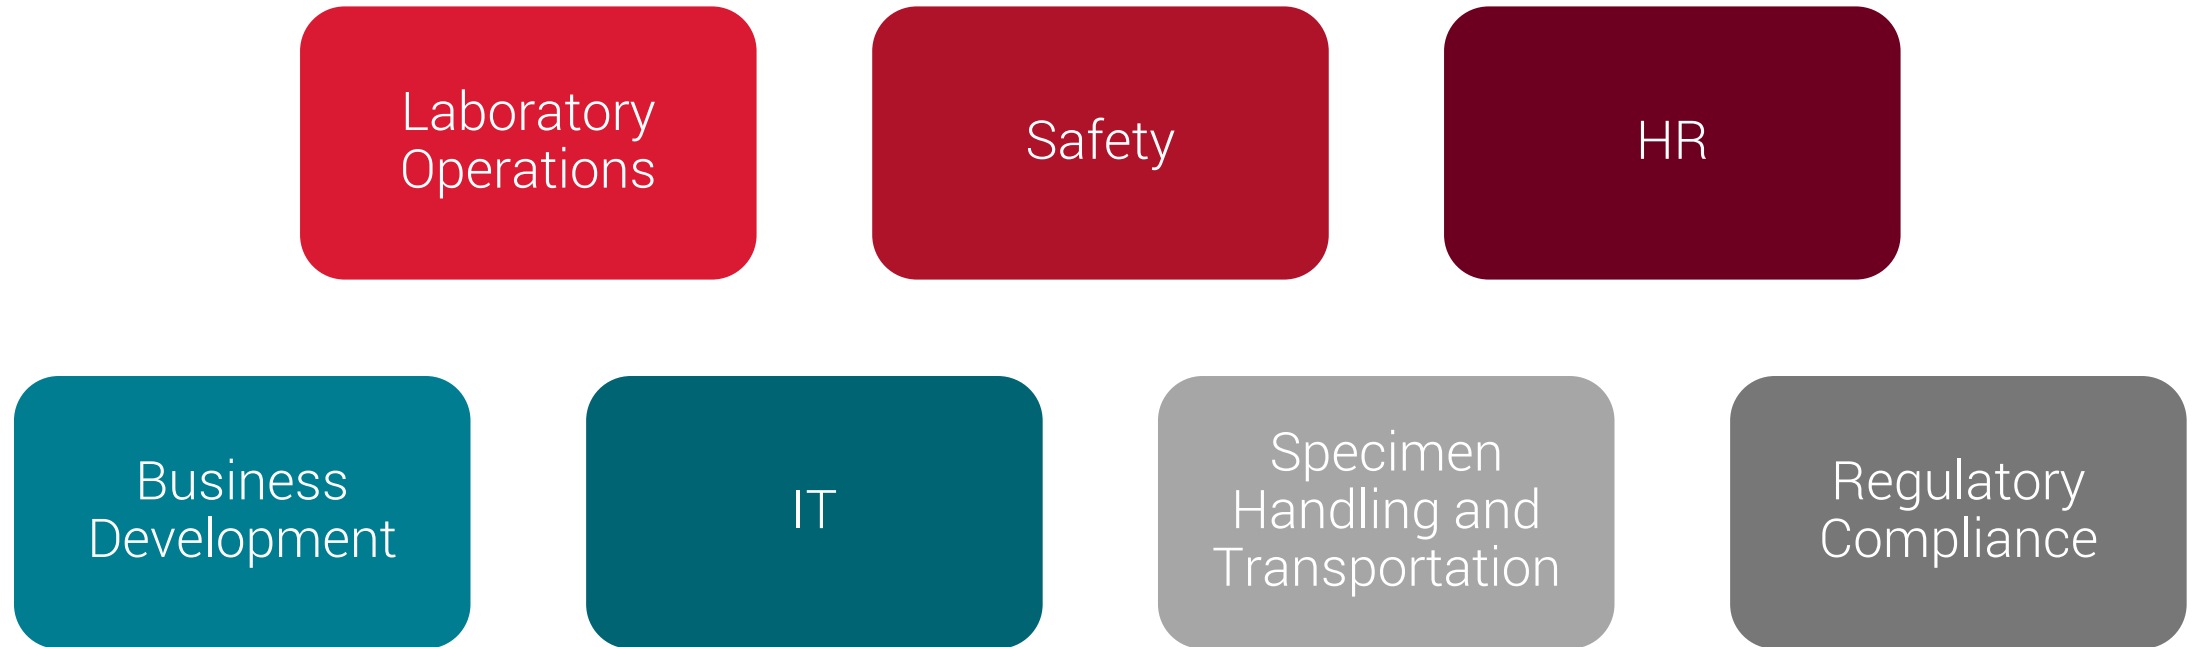 Laboratory
Operations
Safety
HR
Business
Development
IT
Specimen
Handling and
Transportation
Regulatory
Compliance